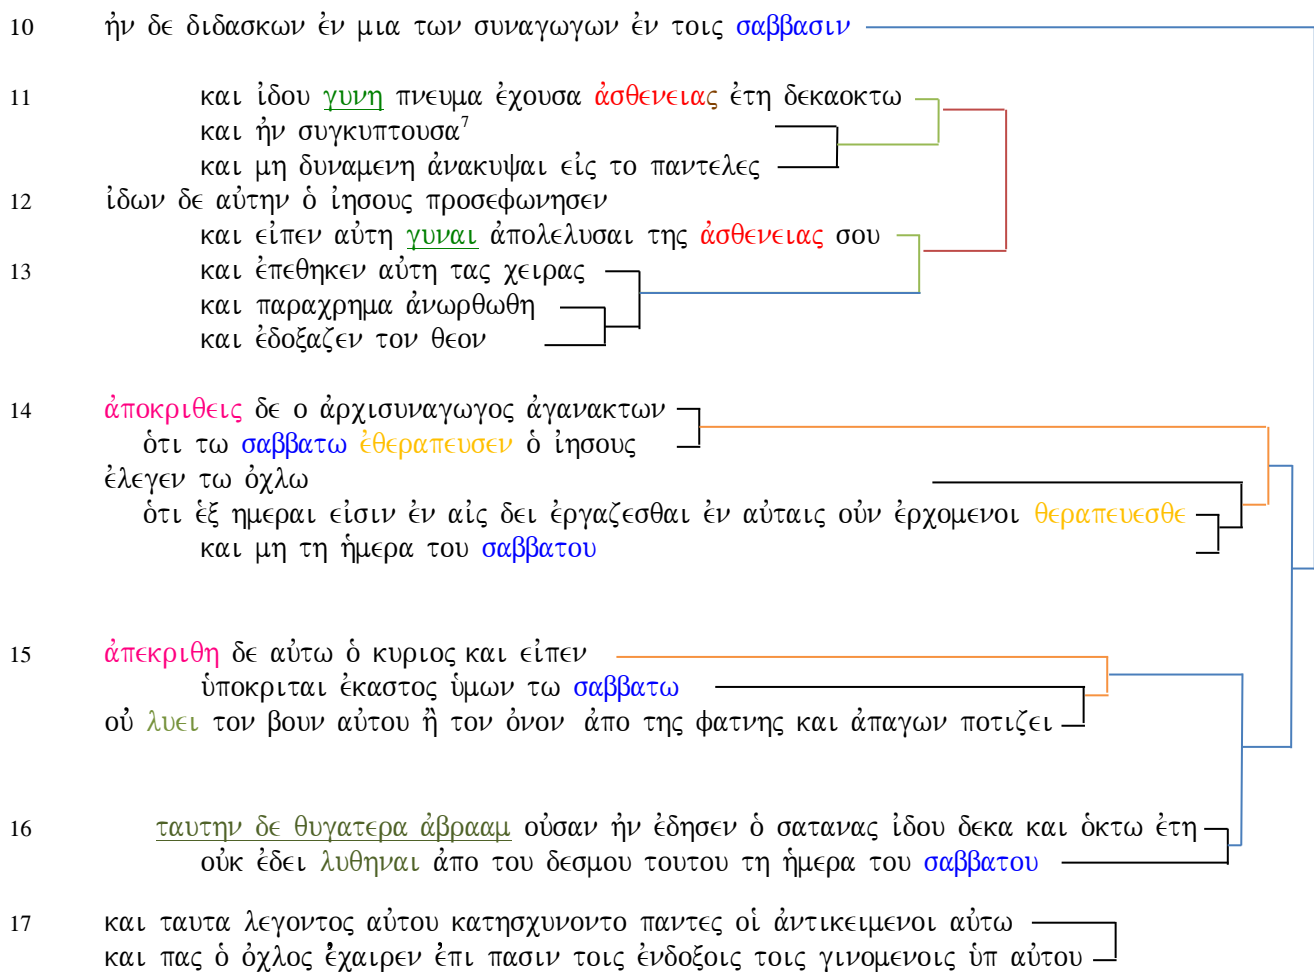 10 ἠν δε διδασκων ἐν μια των συναγωγων ἐν τοις σαββασιν
11 και ἰδου γυνη πνευμα ἐχουσα ἀσθενειας ἐτη δεκαοκτω
και ἠν συγκυπτουσα⁷
και μη δυναμενη ἀνακυψαι εἰς το παντελες
12 ἰδων δε αὐτην ὁ ἰησους προσεφωνησεν
και εἰπεν αὐτη γυναι ἀπολελυσαι της ἀσθενειας σου
13 και ἐπεθηκεν αὐτη τας χειρας
και παραχρημα ἀνωρθωθη
και ἐδοξαζεν τον θεον
14 ἀποκριθεις δε ο ἀρχισυναγωγος ἀγανακτων
ὁτι τω σαββατω ἐθεραπευσεν ὁ ἰησους
ἐλεγεν τω ὀχλω
ὁτι ἑξ ημεραι εἰσιν ἐν αἱς δει ἐργαζεσθαι ἐν αὐταις οὐν ἐρχομενοι θεραπευεσθε
και μη τη ἡμερα του σαββατου
15 ἀπεκριθη δε αὐτω ὁ κυριος και εἰπεν
ὑποκριται ἑκαστος ὑμων τω σαββατω
οὐ λυει τον βουν αὐτου ἢ τον ὀνον ἀπο της φατνης και ἀπαγων ποτιζει
16 ταυτην δε θυγατερα ἀβρααμ οὐσαν ἡν ἐδησεν ὁ σατανας ἰδου δεκα και ὀκτω ἐτη
οὐκ ἐδει λυθηναι ἀπο του δεσμου τουτου τη ἡμερα του σαββατου
17 και ταυτα λεγοντος αὐτου κατησχυνοντο παντες οἱ ἀντικειμενοι αὐτω
και πας ὁ ὀχλος ἐχαιρεν ἐπι πασιν τοις ἐνδοξοις τοις γινομενοις ὑπ αὐτου